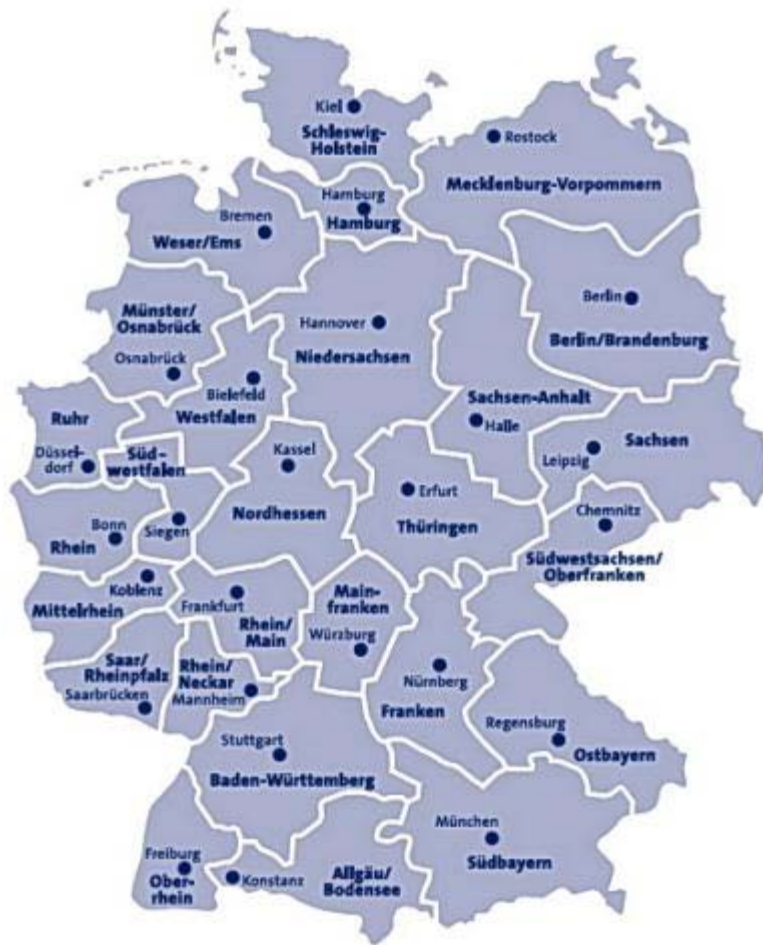 Kiel
Schleswig-
Holstein
Rostock
Mecklenburg-Vorpommern
Hamburg
Hamburg
Bremen
Weser/Ems
Münster/
Osnabrück
Osnabrück
Hannover
Niedersachsen
Berlin
Berlin/Brandenburg
Bielefeld
Westfalen
Sachsen-Anhalt
Halle
Ruhr
Düssel-
dorf
Süd-
westfalen
Kassel
Nordhessen
Leipzig
Sachsen
Erfurt
Thüringen
Chemnitz
Südwestsachsen/
Oberfranken
Bonn
Rhein
Siegen
Koblenz
Mittelrhein
Frankfurt
Rhein/
Main
Main-
franken
Würzburg
Saar/
Rheinpfalz
Saarbrücken
Rhein/
Neckar
Mannheim
Nürnberg
Franken
Regensburg
Ostbayern
Stuttgart
Baden-Württemberg
München
Südbayern
Freiburg
Ober-
rhein
Konstanz
Allgäu/
Bodensee